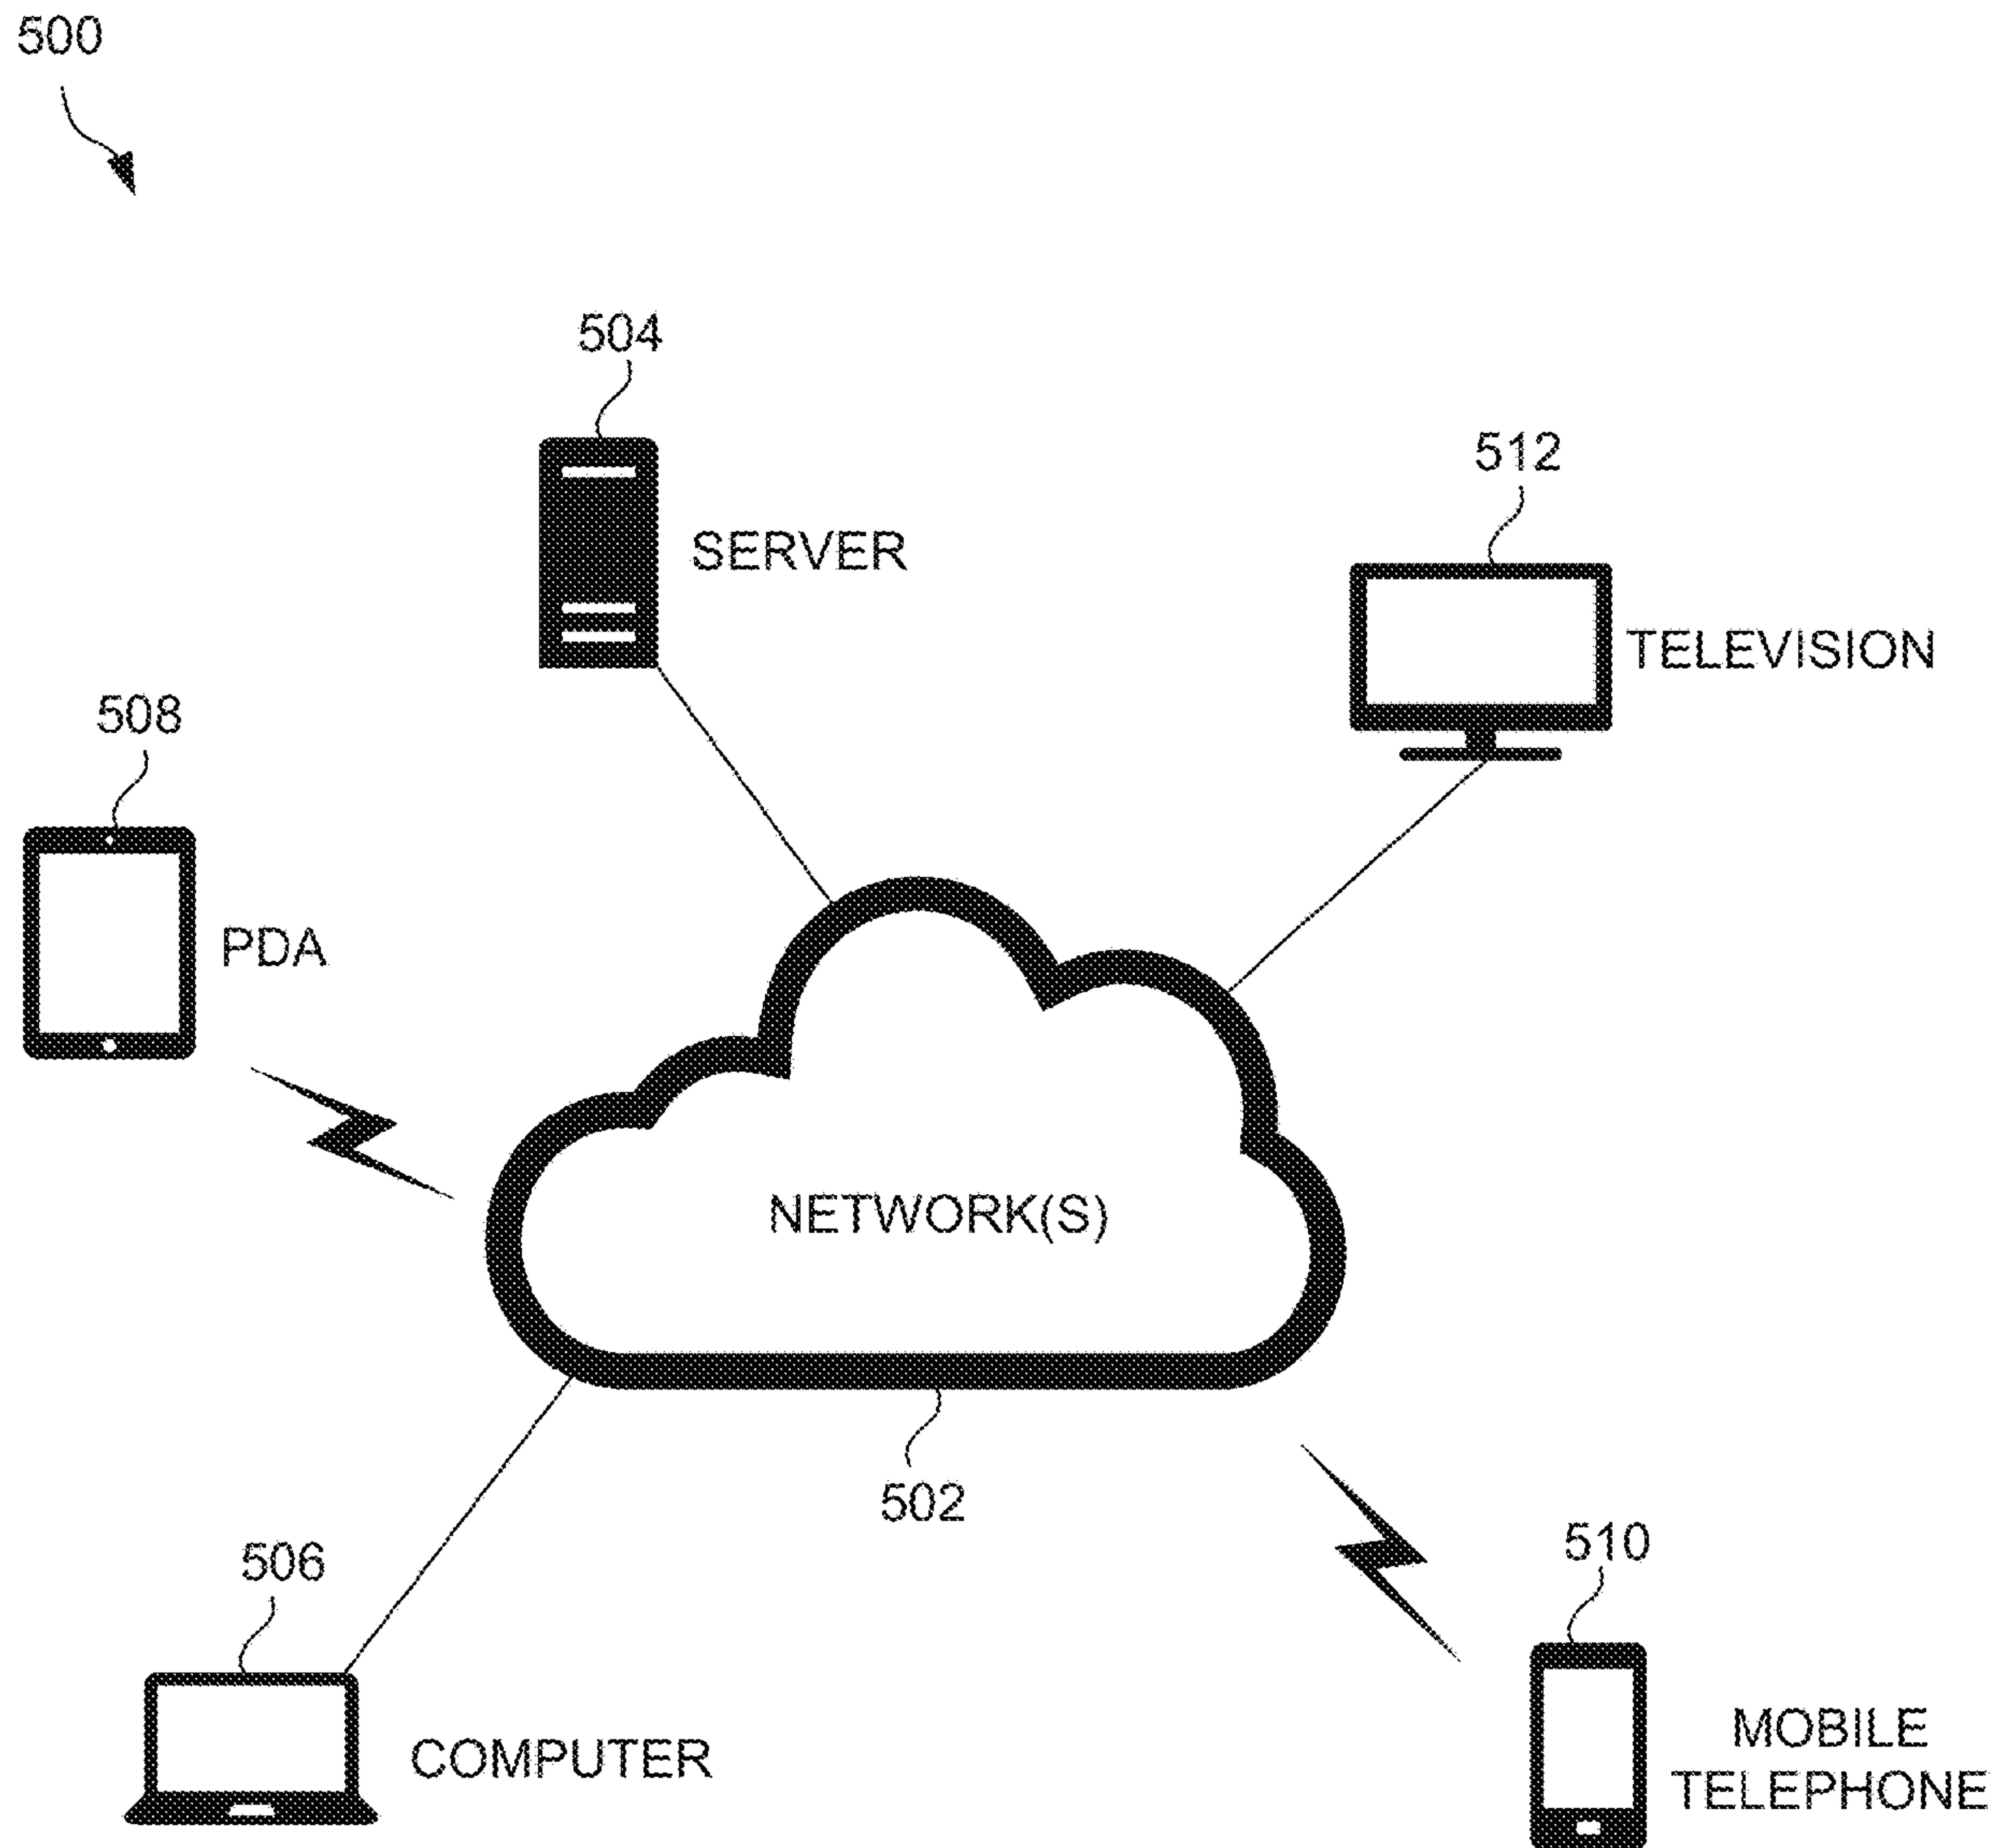 500
504
SERVER
512
TELEVISION
508
PDA
NETWORK(S)
502
506
COMPUTER
510
MOBILE
TELEPHONE